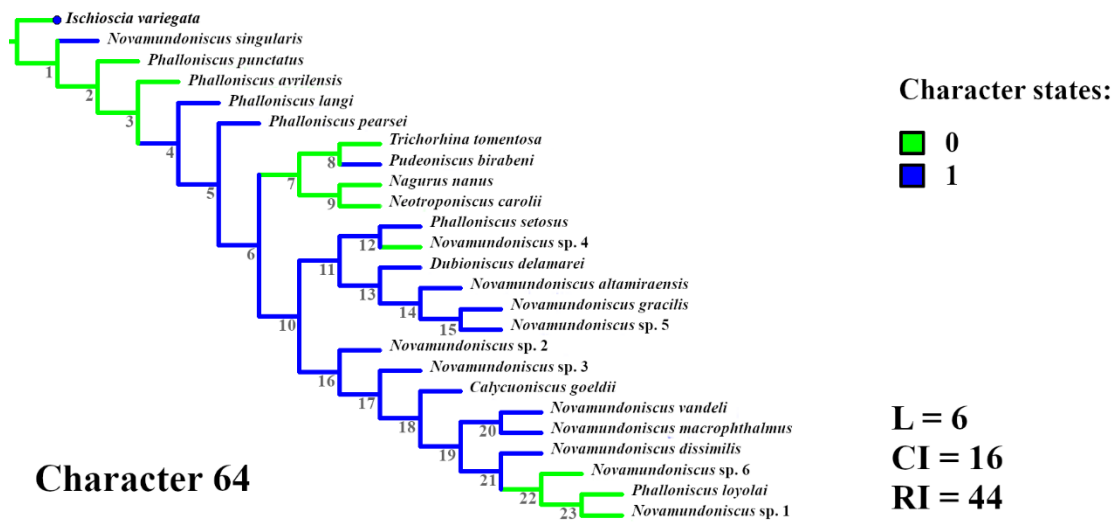 Ischioscia variegata
Novamundoniscus singularis
Phalloniscus punctatus
1
Phalloniscus avrilensis
2
Phalloniscus langi
Character states:
3
Phalloniscus pearsei
Trichorhina tomentosa
0
4
8
Pudeoniscus birabeni
1
7
Nagurus nanus
5
9
Neotroponiscus carolii
Phalloniscus setosus
12
Novamundoniscus sp. 4
6
11
Dubioniscus delamarei
13
Novamundoniscus altamiraensis
14
Novamundoniscus gracilis
10
15
Novamundoniscus sp. 5
Novamundoniscus sp. 2
16
Novamundoniscus sp. 3
17
Calycuoniscus goeldii
18
Novamundoniscus vandeli
L = 6
20
Novamundoniscus macrophthalmus
19
Novamundoniscus dissimilis
CI = 16
21
Novamundoniscus sp. 6
Character 64
22
Phalloniscus loyolai
RI = 44
23
Novamundoniscus sp. 1